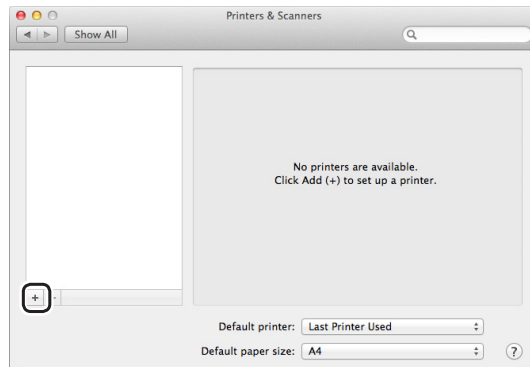 Printers & Scanners
Show All
No printers are available.
Click Add (+) to set up a printer.
+ -
Default printer: Last Printer Used
Default paper size: A4 ?